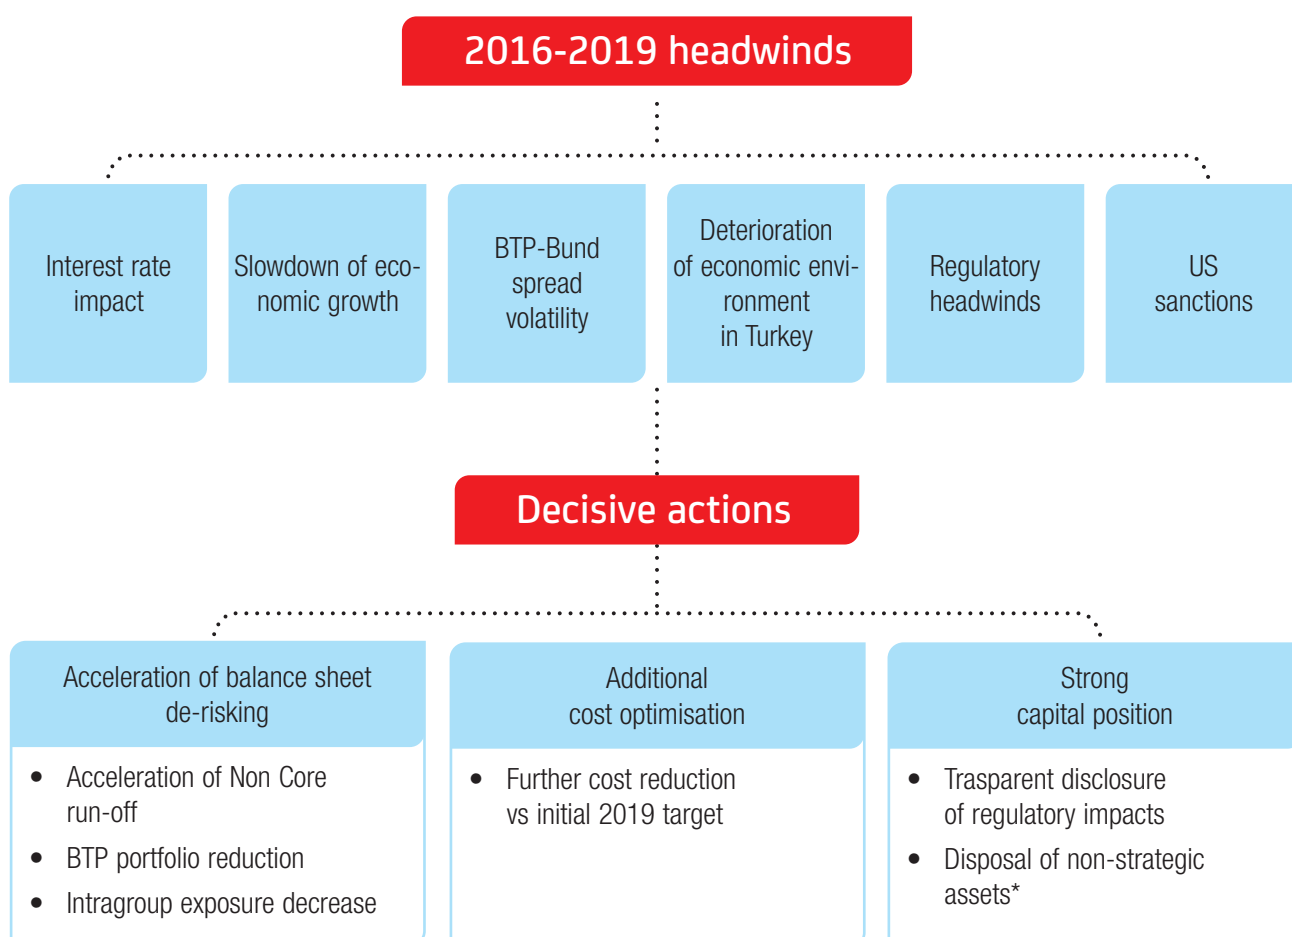 2016-2019 headwinds
Interest rate
impact
Slowdown of eco-
nomic growth
BTP-Bund
spread
volatility
Deterioration
of economic envi-
ronment
in Turkey
Regulatory
headwinds
US
sanctions
Decisive actions
Acceleration of balance sheet
de-risking
• Acceleration of Non Core
run-off
• BTP portfolio reduction
• Intragroup exposure decrease
Additional
cost optimisation
• Further cost reduction
vs initial 2019 target
Strong
capital position
• Trasparent disclosure
of regulatory impacts
• Disposal of non-strategic
assets*